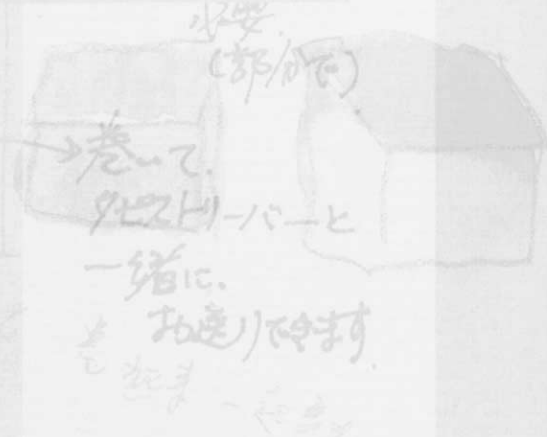 必要.
(部分で)
→巻いて.
タピストリーバーと
一緒に.
お送りできます.